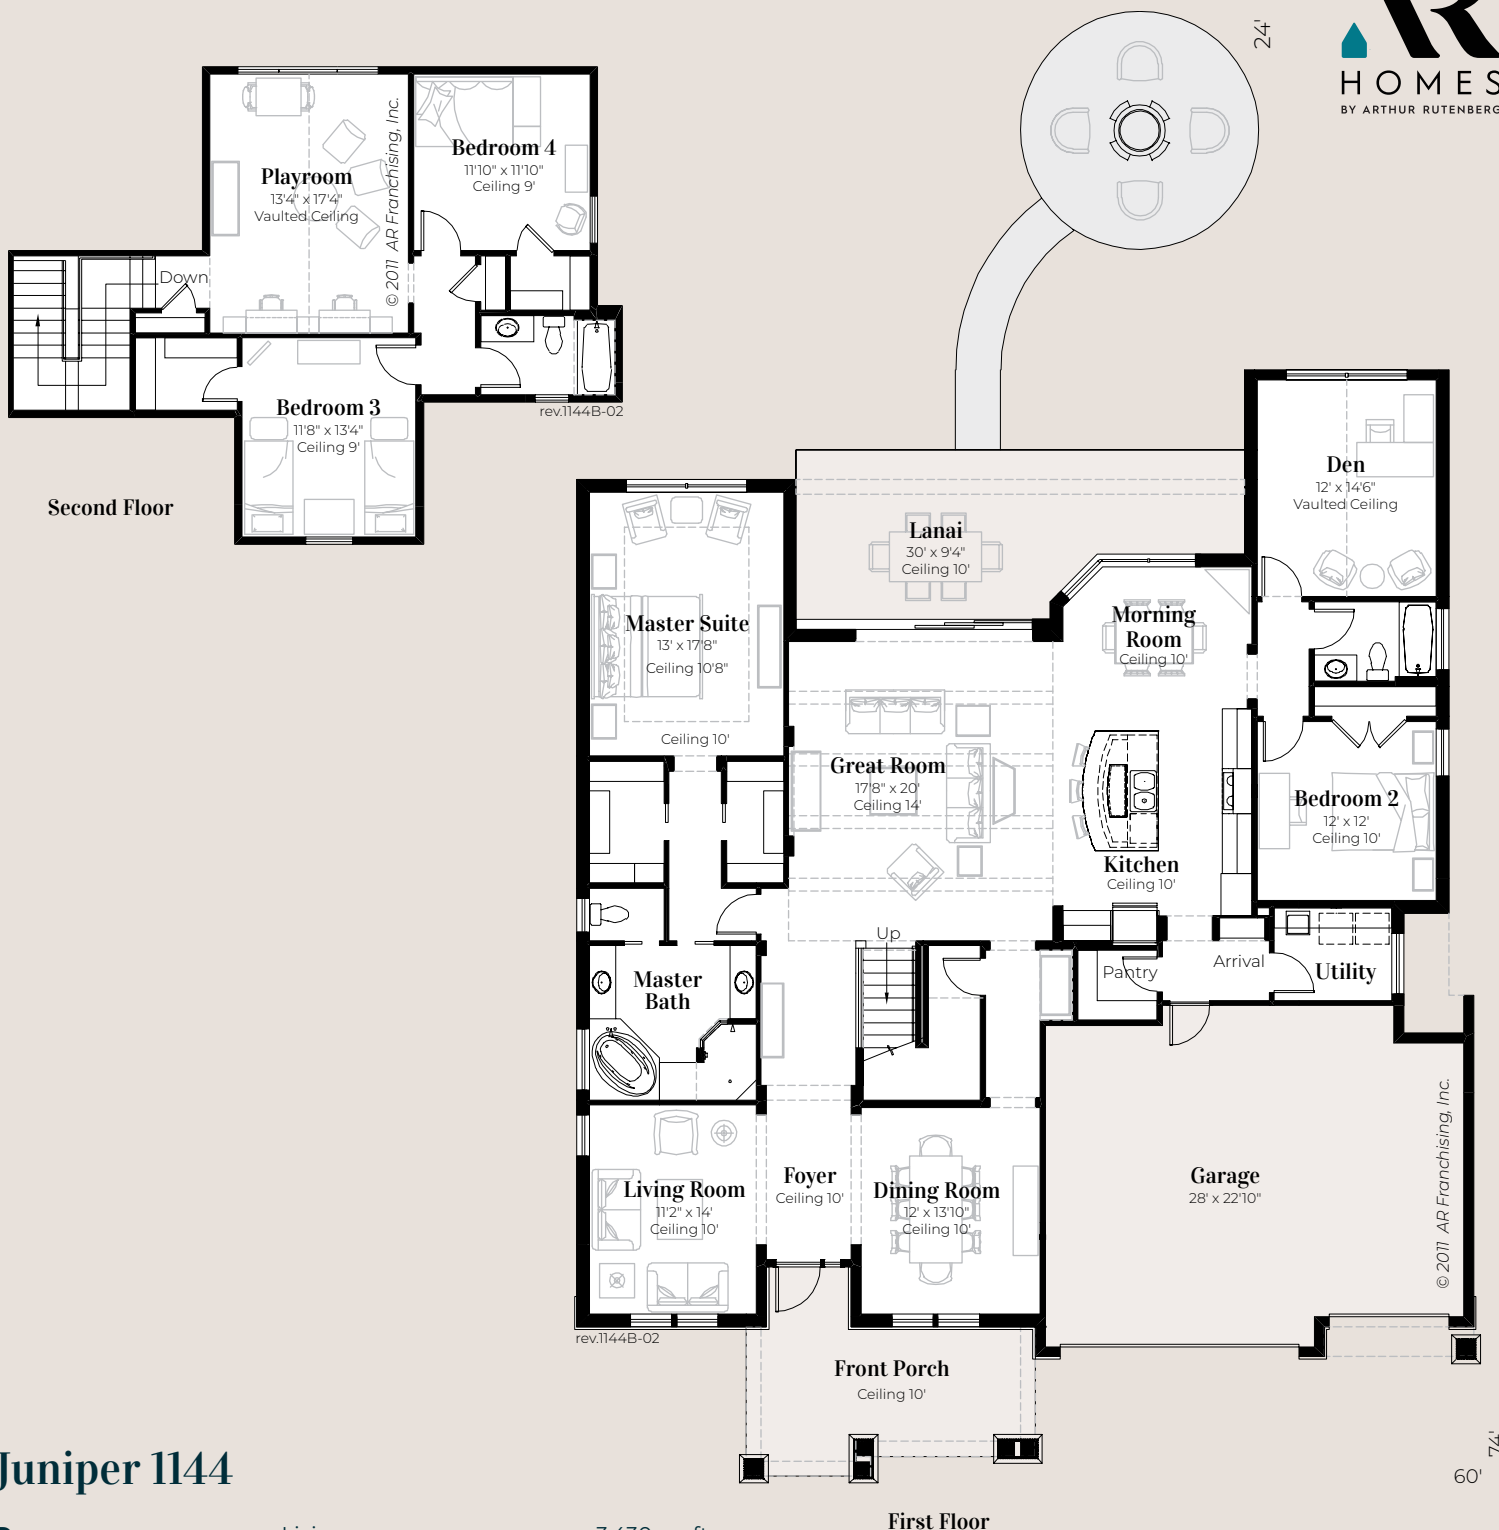 24'
HOMES
BY ARTHUR RUTENBERG
Playroom
13'4" x 17'4"
Vaulted Ceiling
© 2011 AR Franchising, Inc.
Bedroom 4
11'10" x 11'10"
Ceiling 9'
Down
Bedroom 3
11'8" x 13'4"
Ceiling 9'
rev.1144B-02
Second Floor
Den
12' x 14'6"
Vaulted Ceiling
Lanai
30' x 9'4"
Ceiling 10'
Master Suite
13' x 17'8"
Ceiling 10'8"
Ceiling 10'
Morning
Room
Ceiling 10'
Great Room
17'8" x 20'
Ceiling 14'
Kitchen
Ceiling 10'
Bedroom 2
12' x 12'
Ceiling 10'
Up
Pantry
Arrival
Utility
Master
Bath
Living Room
11'2" x 14'
Ceiling 10'
Foyer
Ceiling 10'
Dining Room
12' x 13'10"
Ceiling 10'
Garage
28' x 22'10"
© 2011 AR Franchising, Inc.
rev.1144B-02
Front Porch
Ceiling 10'
Juniper 1144
74'
60'
First Floor